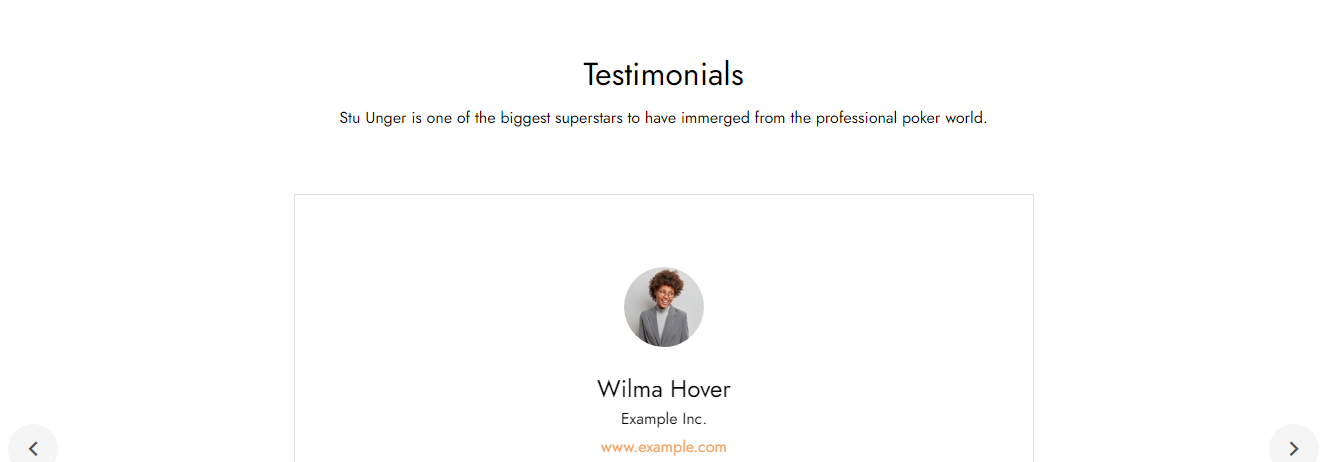 Testimonials
Stu Unger is one of the biggest superstars to have immerged from the professional poker world.
Wilma Hover
Example Inc.
www.example.com